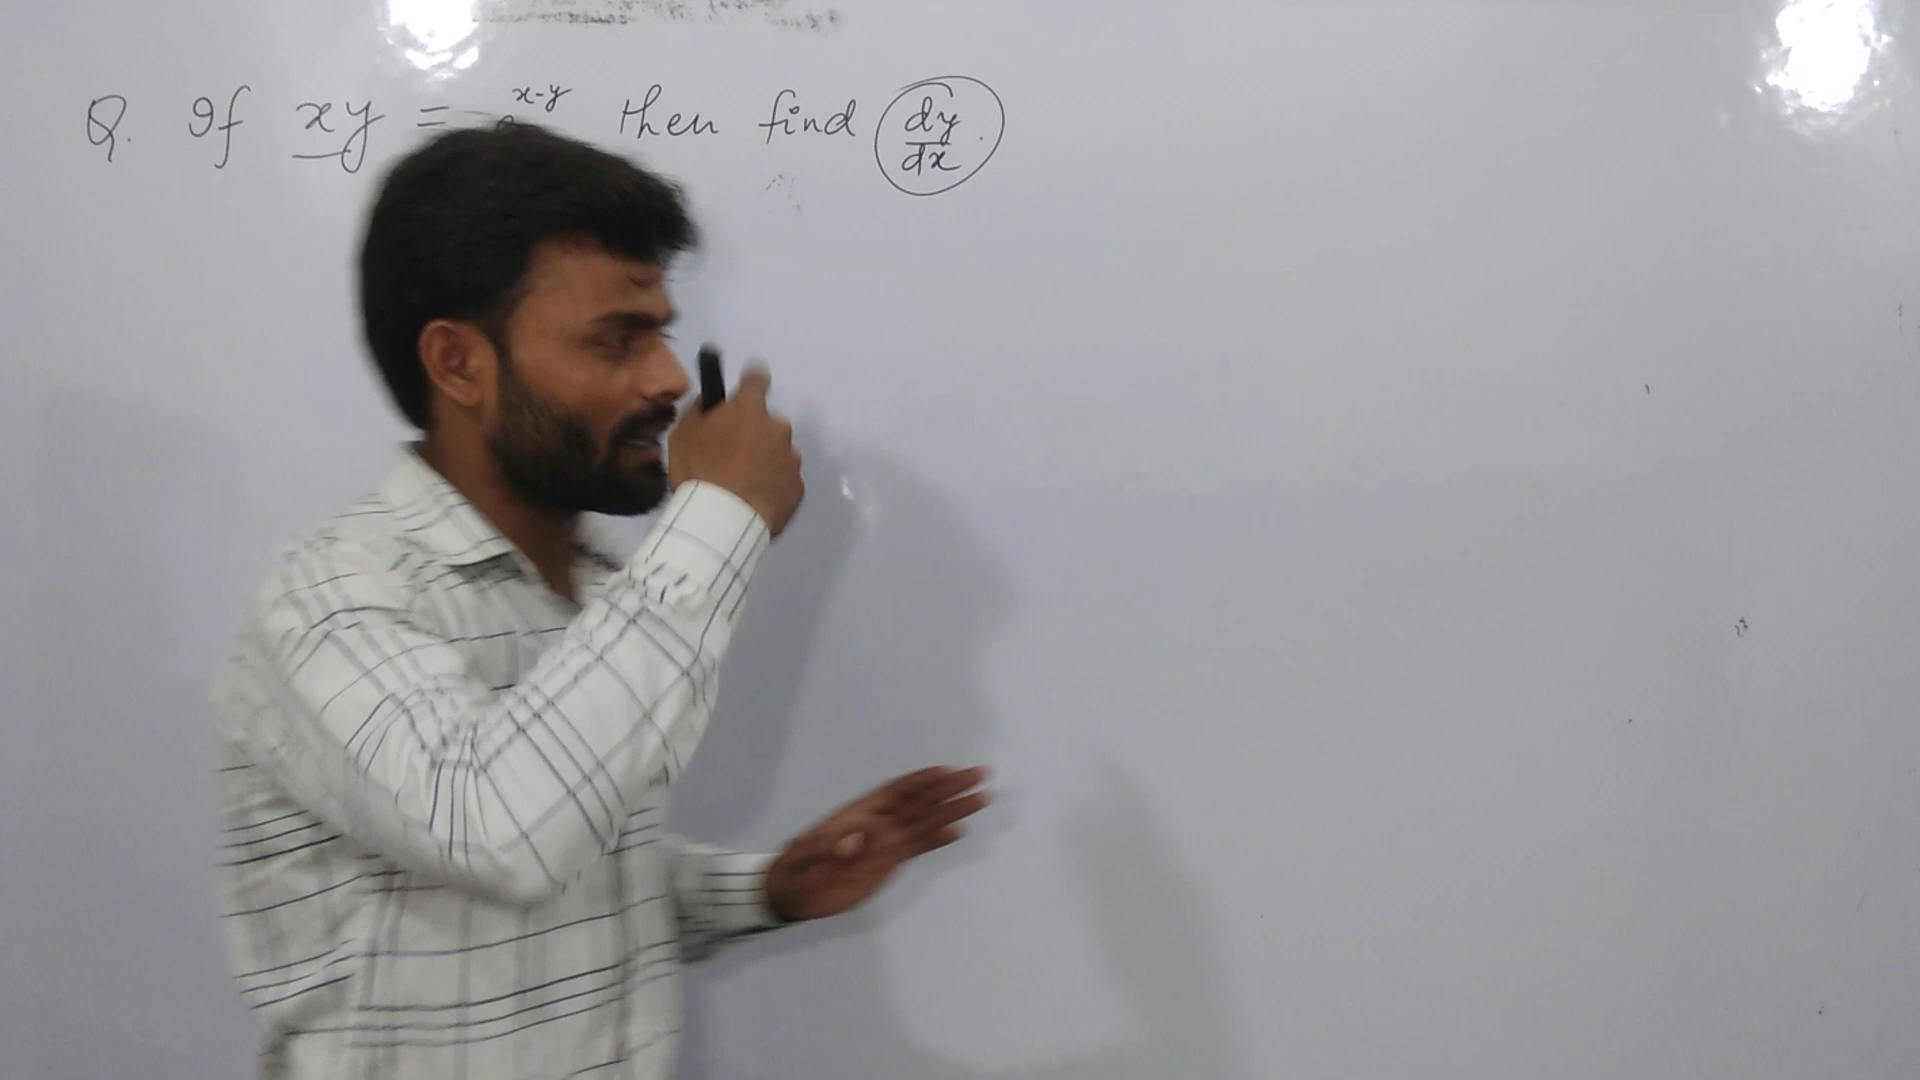 Q. If xy = e^{x-y} then find dy/dx.